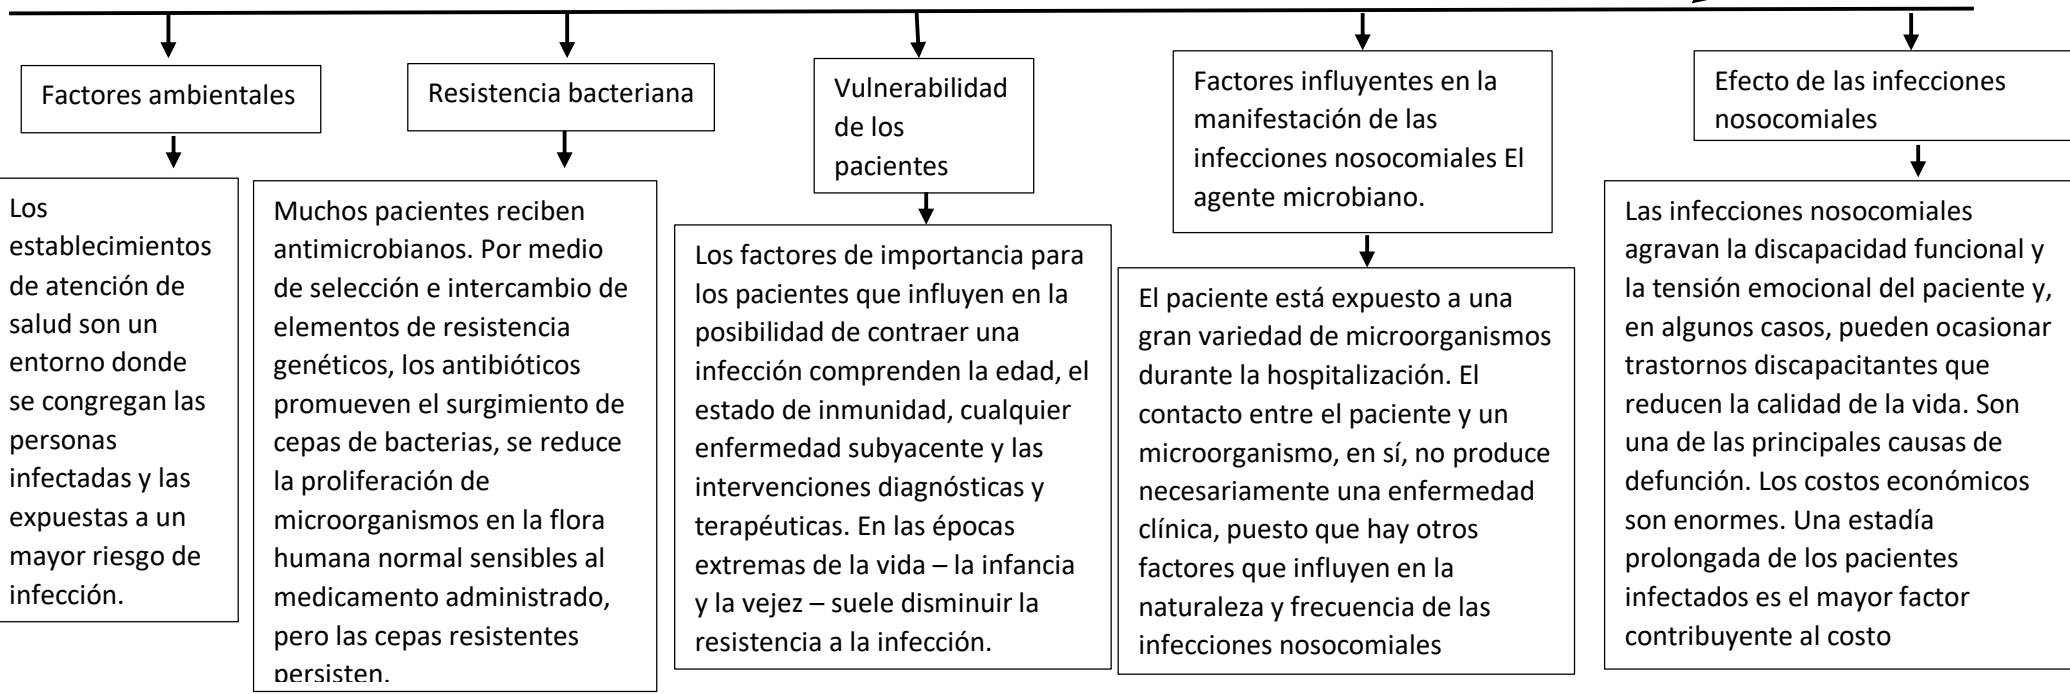 Factores ambientales
Los
establecimientos
de atención de
salud son un
entorno donde
se congregan las
personas
infectadas y las
expuestas a un
mayor riesgo de
infección.
Resistencia bacteriana
Muchos pacientes reciben
antimicrobianos. Por medio
de selección e intercambio de
elementos de resistencia
genéticos, los antibióticos
promueven el surgimiento de
cepas de bacterias, se reduce
la proliferación de
microorganismos en la flora
humana normal sensibles al
medicamento administrado,
pero las cepas resistentes
persisten.
Vulnerabilidad
de los
pacientes
Los factores de importancia para
los pacientes que influyen en la
posibilidad de contraer una
infección comprenden la edad, el
estado de inmunidad, cualquier
enfermedad subyacente y las
intervenciones diagnósticas y
terapéuticas. En las épocas
extremas de la vida – la infancia
y la vejez – suele disminuir la
resistencia a la infección.
Factores influyentes en la
manifestación de las
infecciones nosocomiales El
agente microbiano.
El paciente está expuesto a una
gran variedad de microorganismos
durante la hospitalización. El
contacto entre el paciente y un
microorganismo, en sí, no produce
necesariamente una enfermedad
clínica, puesto que hay otros
factores que influyen en la
naturaleza y frecuencia de las
infecciones nosocomiales
Efecto de las infecciones
nosocomiales
Las infecciones nosocomiales
agravan la discapacidad funcional y
la tensión emocional del paciente y,
en algunos casos, pueden ocasionar
trastornos discapacitantes que
reducen la calidad de la vida. Son
una de las principales causas de
defunción. Los costos económicos
son enormes. Una estadía
prolongada de los pacientes
infectados es el mayor factor
contribuyente al costo